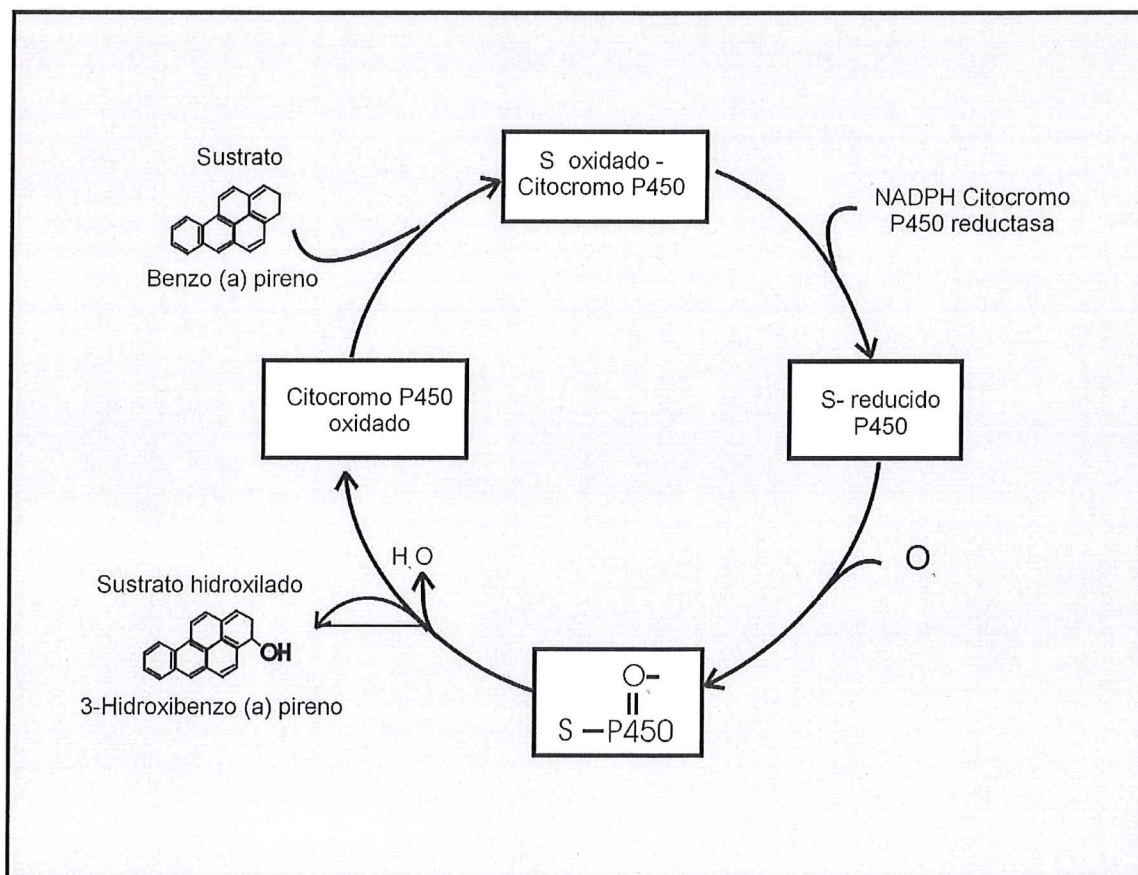 Sustrato
Benzo (a) pireno
S oxidado -
Citocromo P450
NADPH Citocromo
P450 reductasa
Citocromo P450
oxidado
S- reducido
P450
H O
O
Sustrato hidroxilado
OH
3-Hidroxibenzo (a) pireno
O-
S - P450